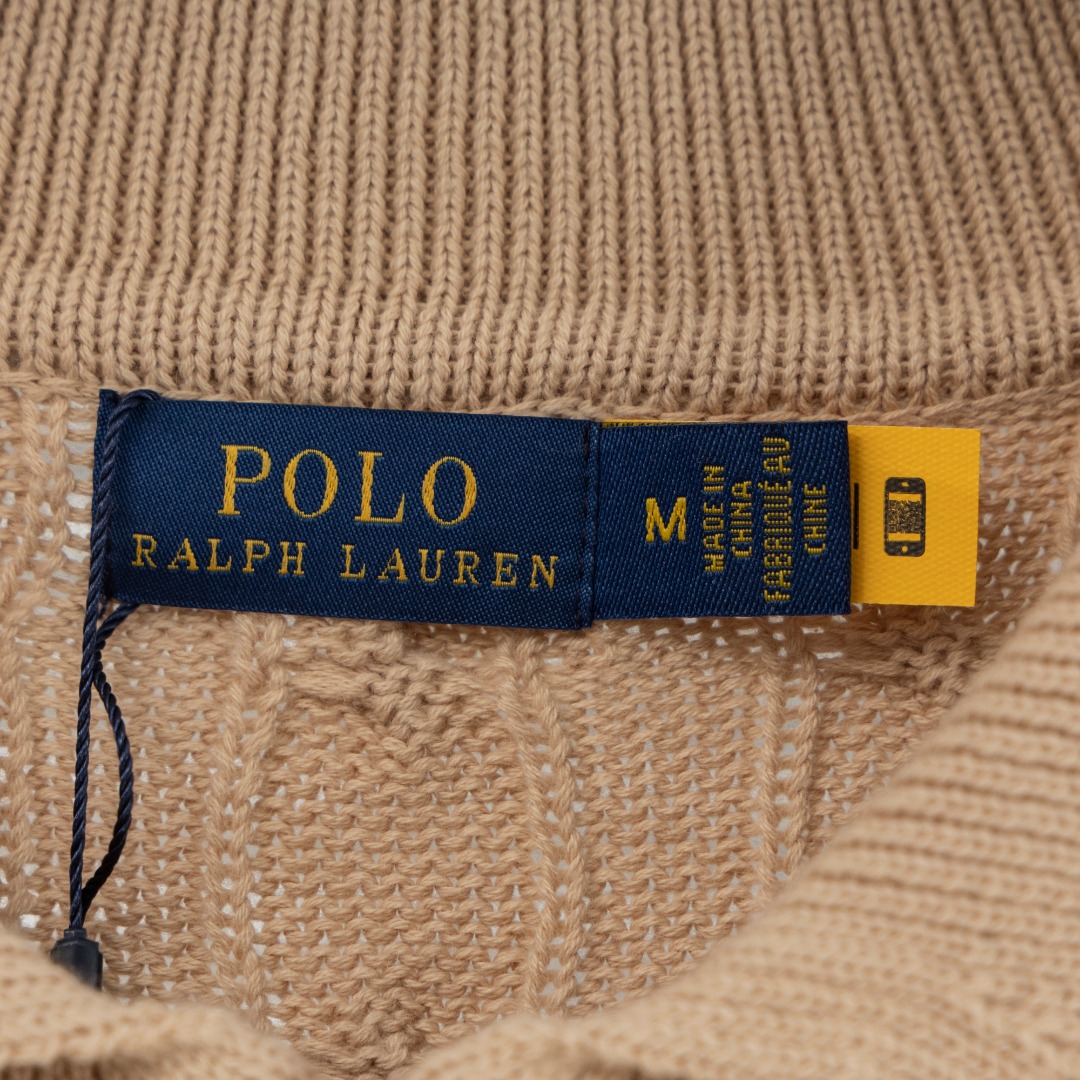 POLO
RALPH LAUREN
M
MADE IN
CHINA
FABRIQUÉ AU
CHINE